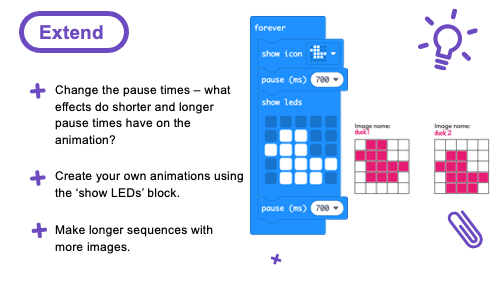 Extend
Change the pause times – what
effects do shorter and longer
pause times have on the
animation?
Create your own animations using
the ‘show LEDs’ block.
Make longer sequences with
more images.
forever
show icon
pause (ms) 700
show leds
pause (ms) 700
Image name:
duck 1
Image name:
duck 2